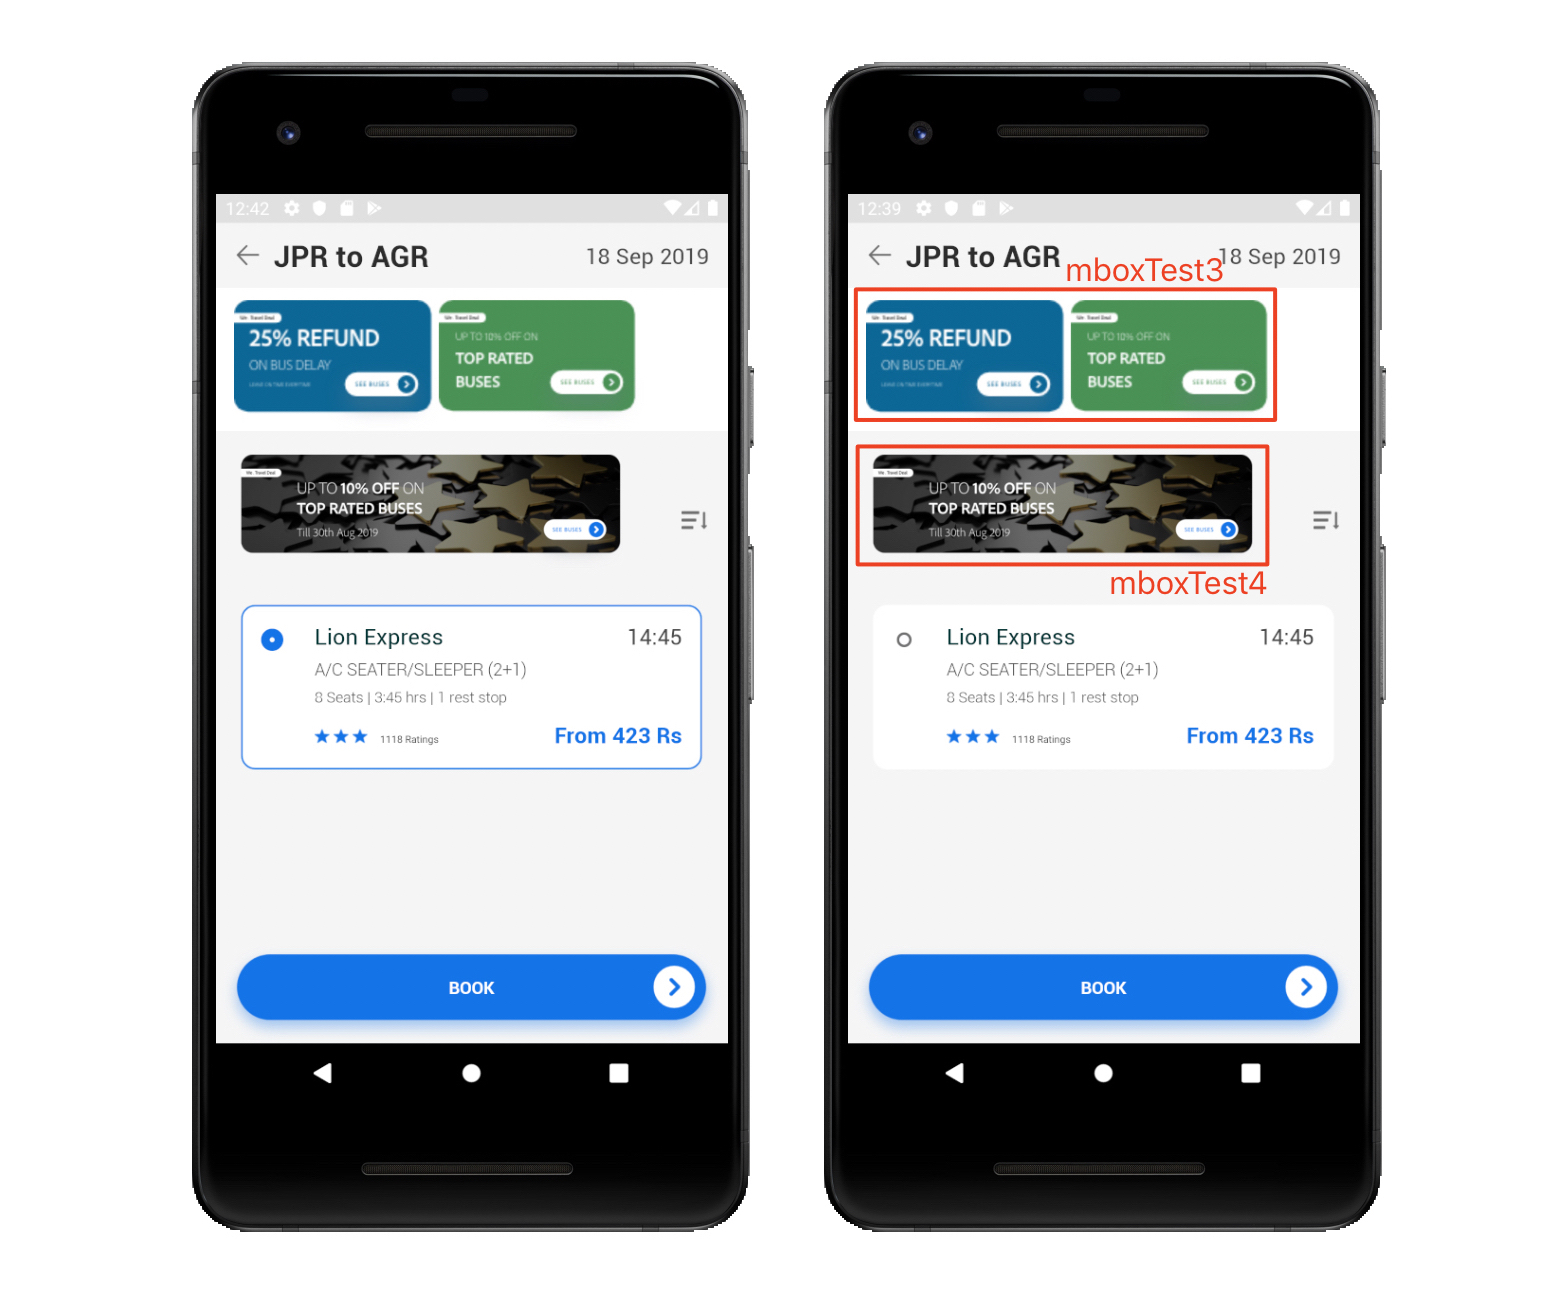 12:42
JPR to AGR
18 Sep 2019
25% REFUND
ON BUS DELAY
SEE BUSES
UP TO 10% OFF ON
TOP RATED
BUSES
SEE BUSES
UP TO 10% OFF ON
TOP RATED BUSES
Till 30th Aug 2019
SEE BUSES
Lion Express
14:45
A/C SEATER/SLEEPER (2+1)
8 Seats | 3:45 hrs | 1 rest stop
1118 Ratings
From 423 Rs
BOOK
12:39
JPR to AGR
18 Sep 2019
mboxTest3
25% REFUND
ON BUS DELAY
SEE BUSES
UP TO 10% OFF ON
TOP RATED
BUSES
SEE BUSES
UP TO 10% OFF ON
TOP RATED BUSES
Till 30th Aug 2019
SEE BUSES
mboxTest4
Lion Express
14:45
A/C SEATER/SLEEPER (2+1)
8 Seats | 3:45 hrs | 1 rest stop
1118 Ratings
From 423 Rs
BOOK